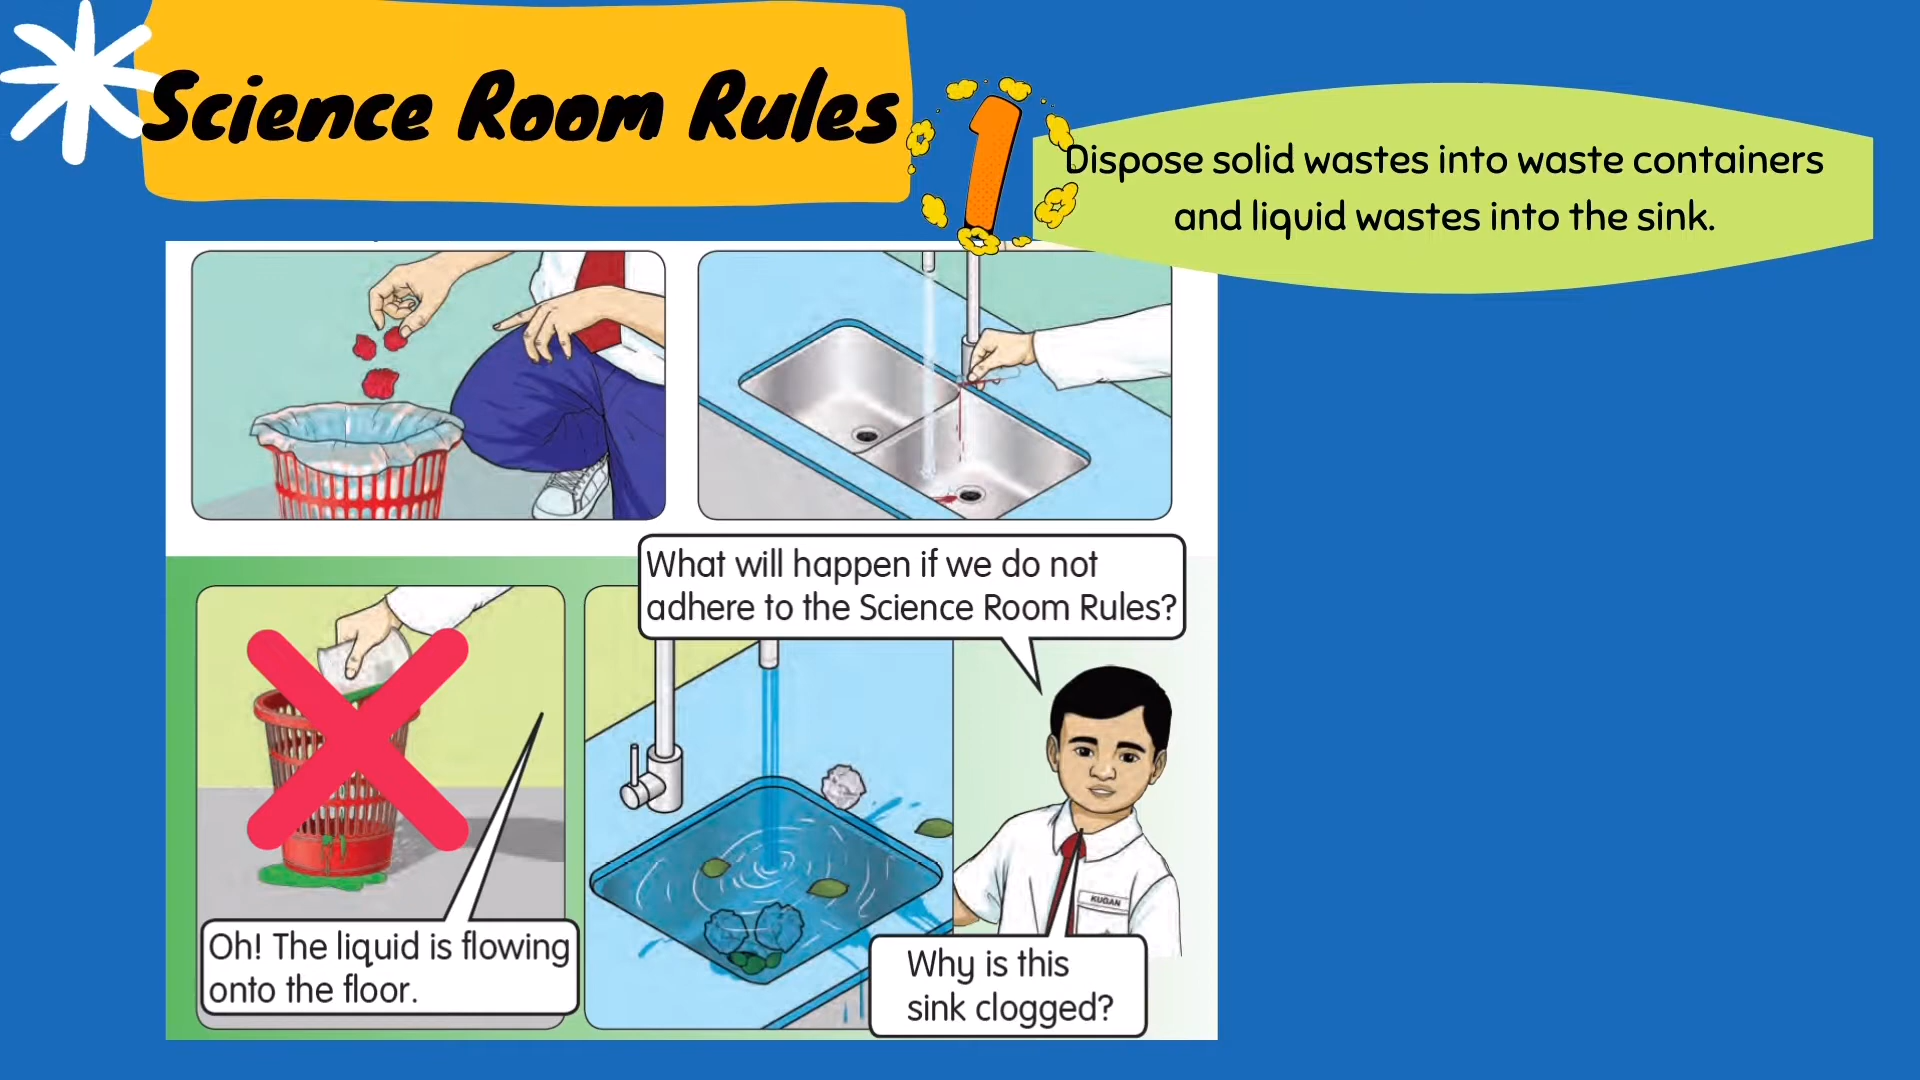 Science Room Rules
1
Dispose solid wastes into waste containers
and liquid wastes into the sink.
What will happen if we do not
adhere to the Science Room Rules?
KUGAN
Oh! The liquid is flowing
onto the floor.
Why is this
sink clogged?